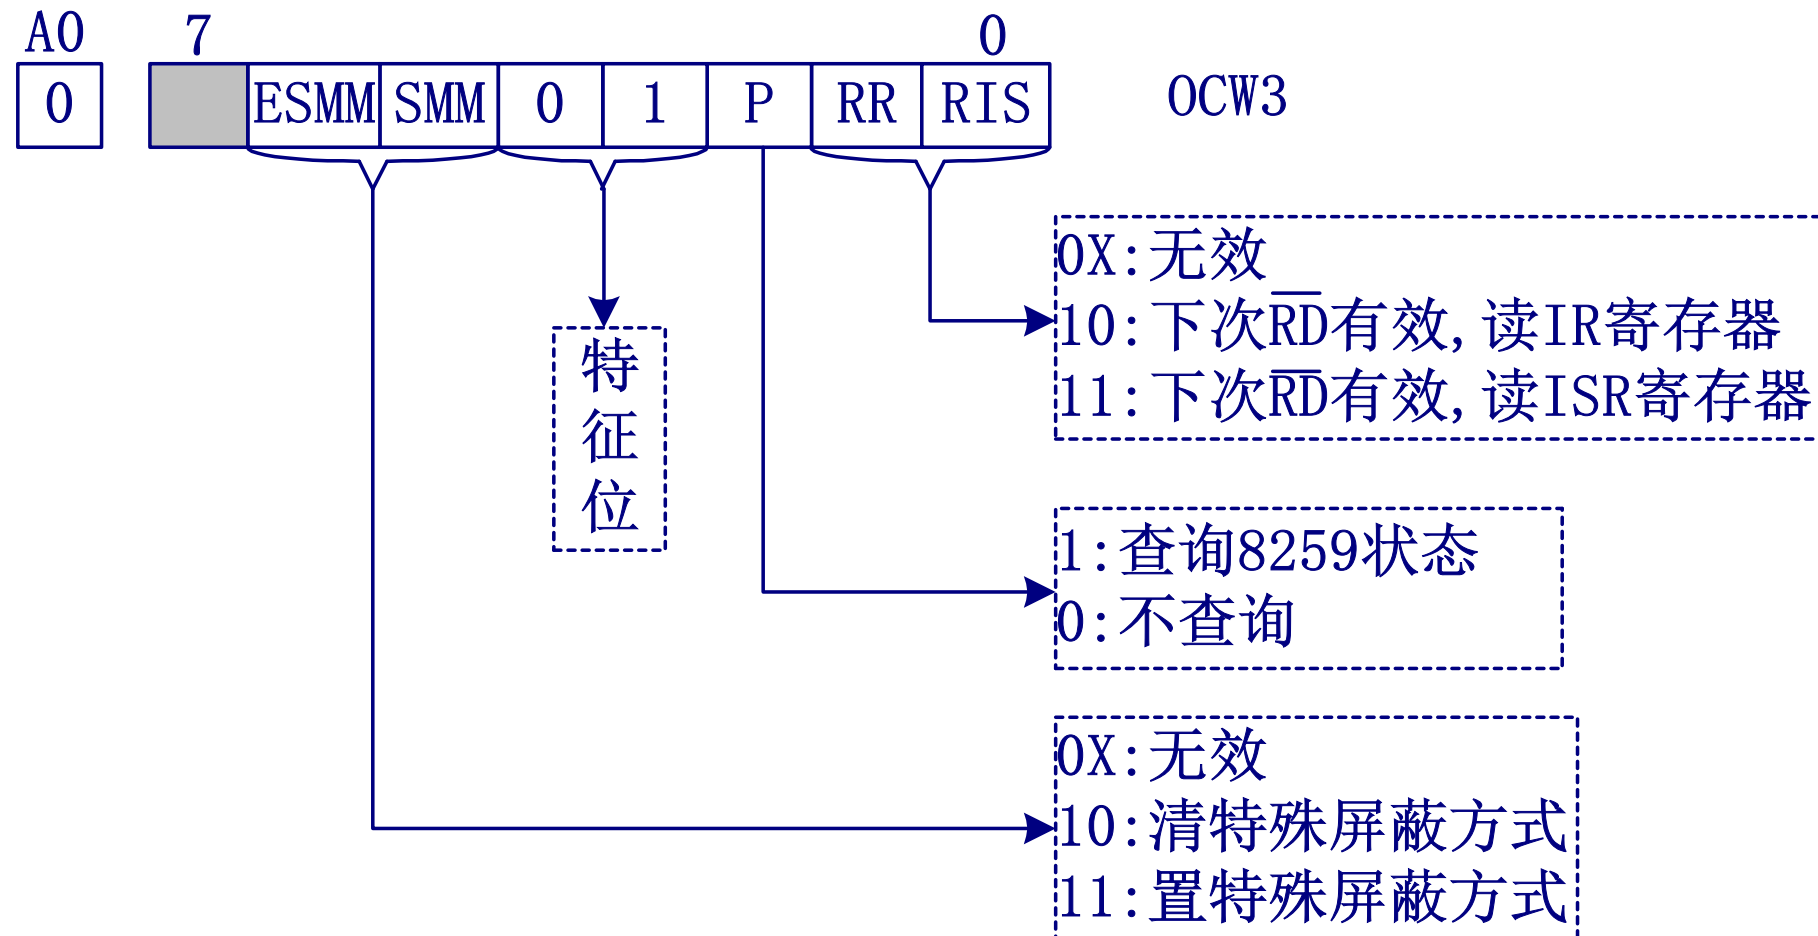 A0 7 0
0 ESMM SMM 0 1 P RR RIS OCW3
0X:无效
10:下次R̅D̅有效,读IR寄存器
11:下次R̅D̅有效,读ISR寄存器
特
征
位
1:查询8259状态
0:不查询
0X:无效
10:清特殊屏蔽方式
11:置特殊屏蔽方式